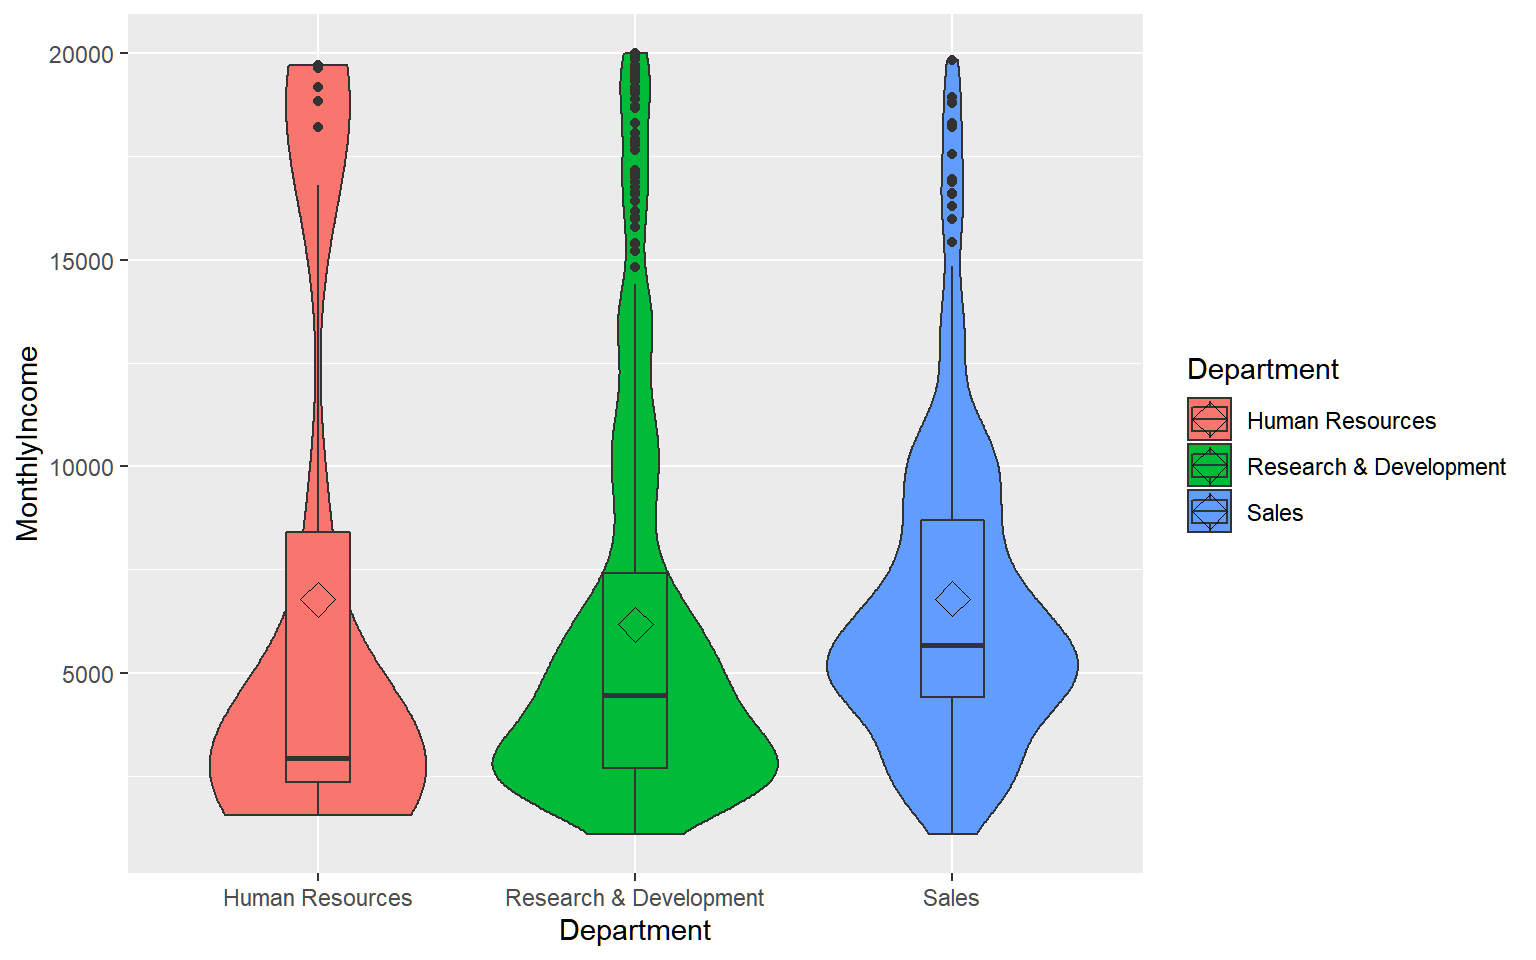 20000
15000
10000
5000
MonthlyIncome
Human Resources
Research & Development
Sales
Department
Department
Human Resources
Research & Development
Sales